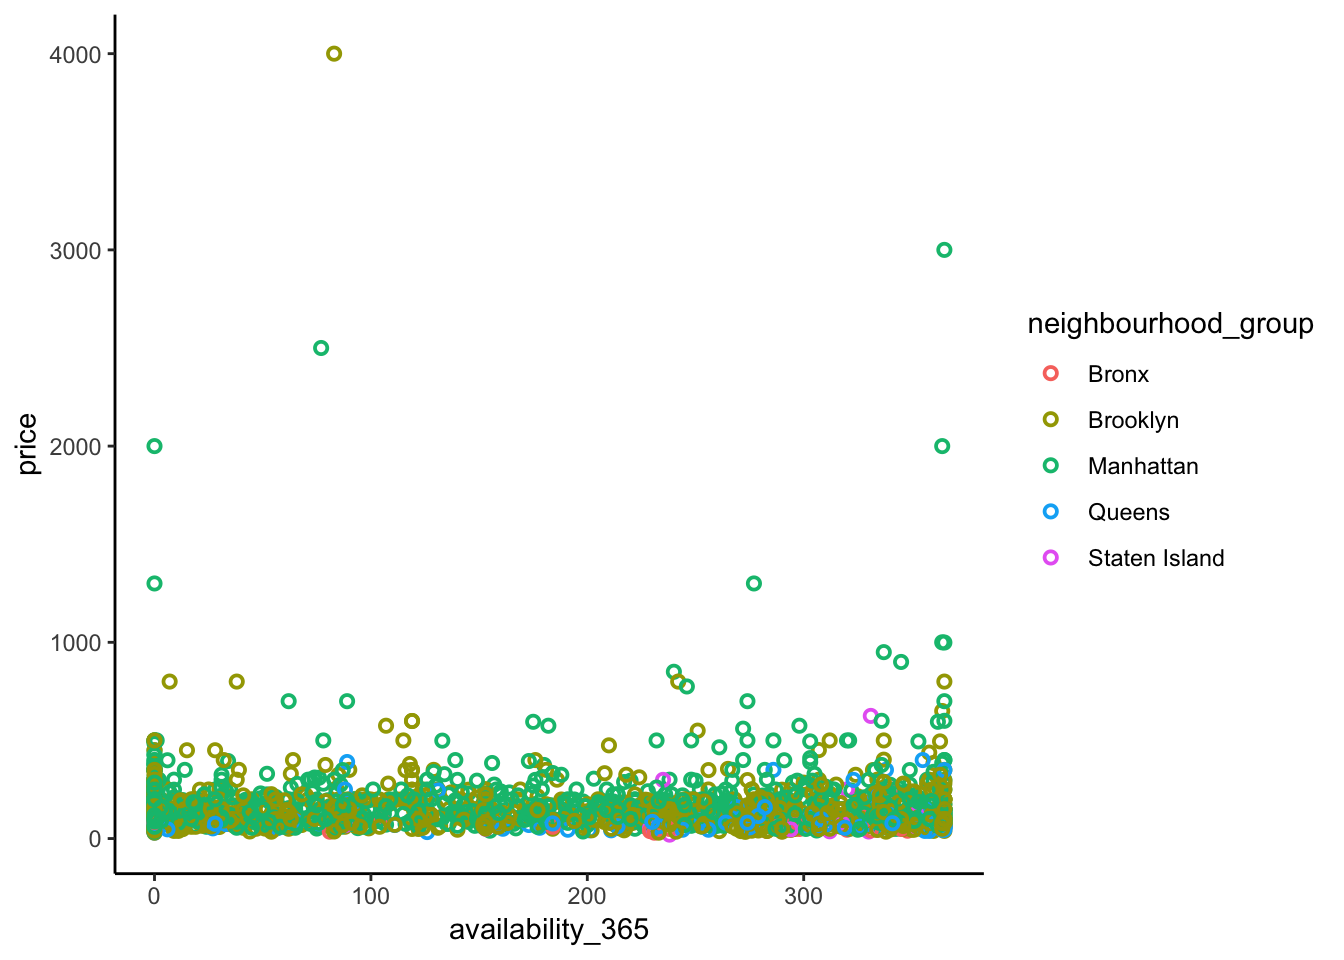 4000
3000
2000
1000
0
price
0 100 200 300
availability_365
neighbourhood_group
Bronx
Brooklyn
Manhattan
Queens
Staten Island